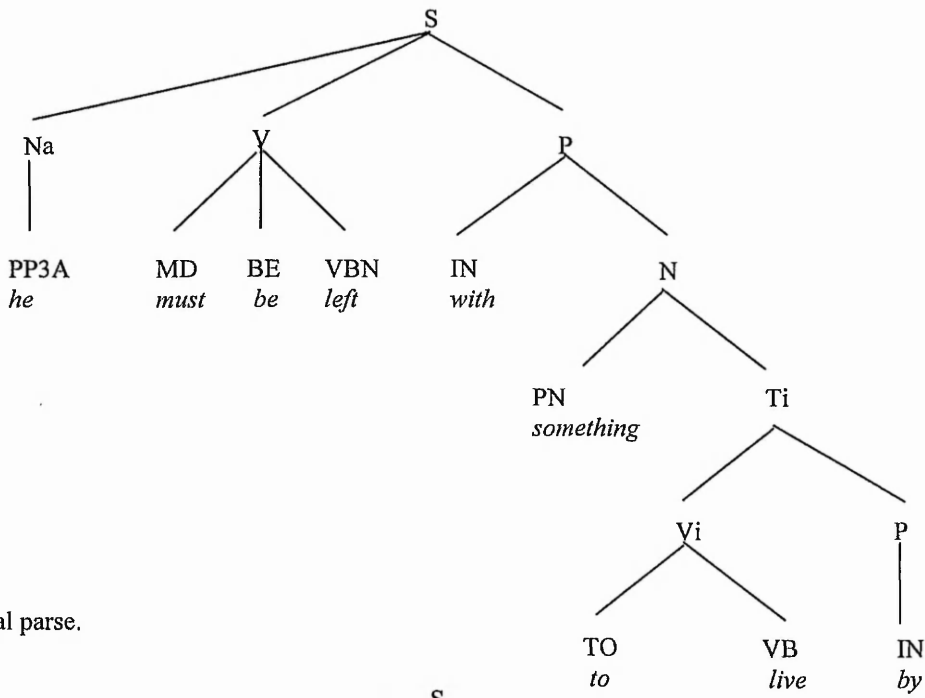 S
Na V P
PP3A MD BE VBN IN N
he must be left with
PN Ti
something
Vi P
al parse.
TO VB IN
to live by
S